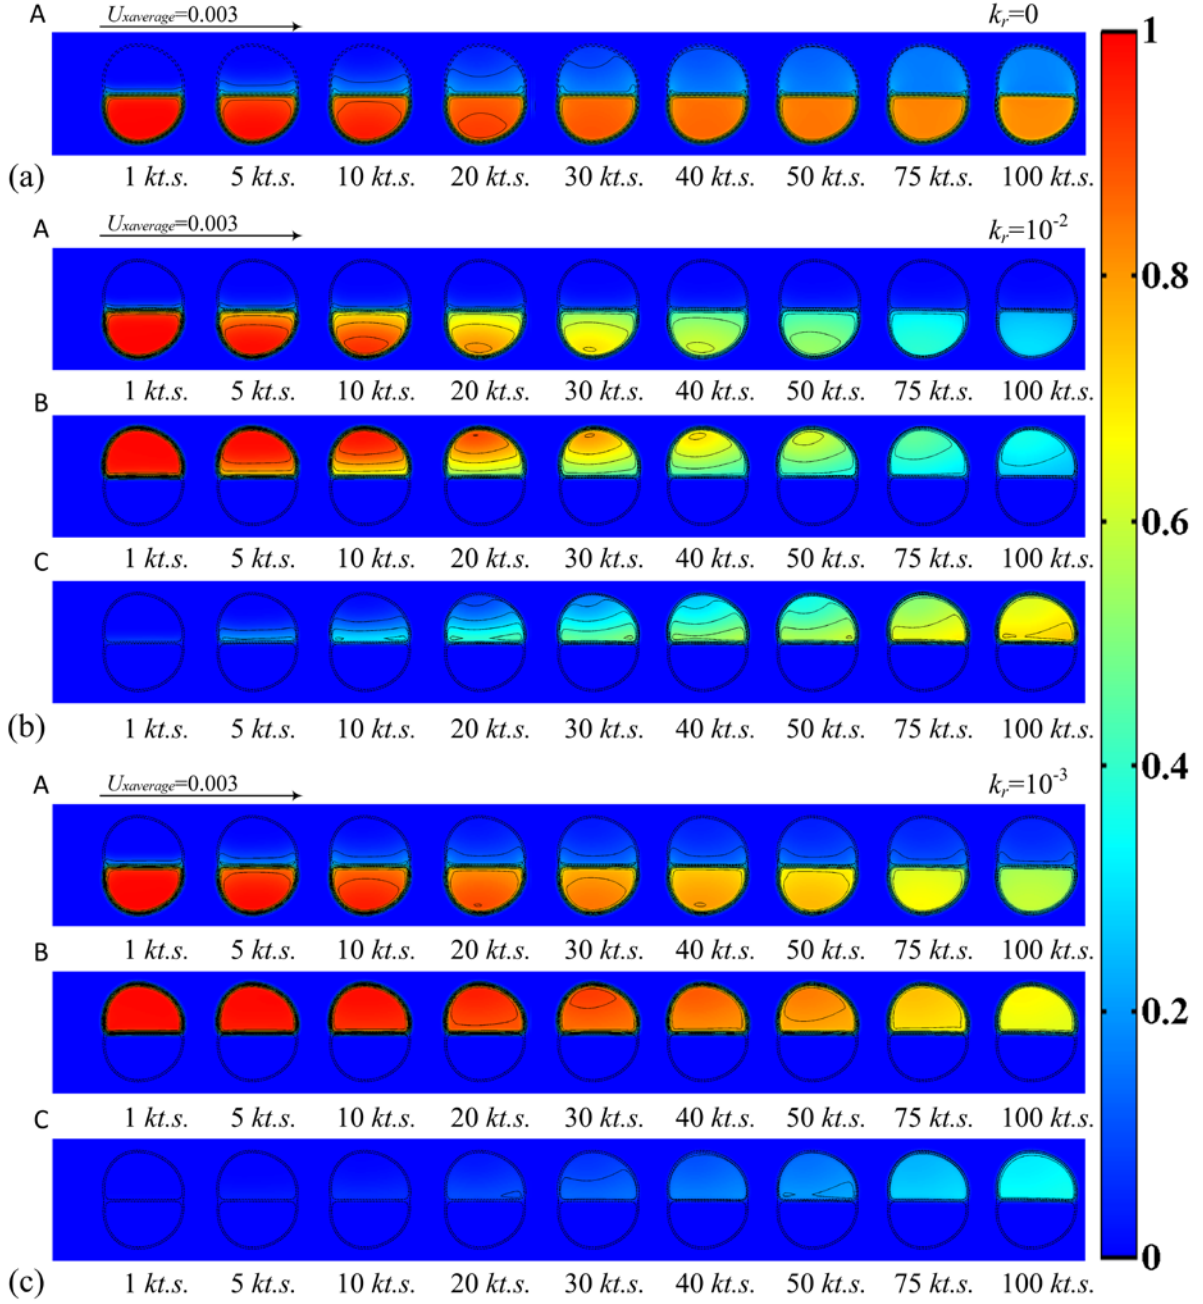 A U_xaverage=0.003 k_r=0 1
(a) 1 kt.s. 5 kt.s. 10 kt.s. 20 kt.s. 30 kt.s. 40 kt.s. 50 kt.s. 75 kt.s. 100 kt.s.
A U_xaverage=0.003 k_r=10^-2
0.8
1 kt.s. 5 kt.s. 10 kt.s. 20 kt.s. 30 kt.s. 40 kt.s. 50 kt.s. 75 kt.s. 100 kt.s.
B
0.6
1 kt.s. 5 kt.s. 10 kt.s. 20 kt.s. 30 kt.s. 40 kt.s. 50 kt.s. 75 kt.s. 100 kt.s.
C
(b) 1 kt.s. 5 kt.s. 10 kt.s. 20 kt.s. 30 kt.s. 40 kt.s. 50 kt.s. 75 kt.s. 100 kt.s.
0.4
A U_xaverage=0.003 k_r=10^-3
1 kt.s. 5 kt.s. 10 kt.s. 20 kt.s. 30 kt.s. 40 kt.s. 50 kt.s. 75 kt.s. 100 kt.s.
B
0.2
1 kt.s. 5 kt.s. 10 kt.s. 20 kt.s. 30 kt.s. 40 kt.s. 50 kt.s. 75 kt.s. 100 kt.s.
C
0
(c) 1 kt.s. 5 kt.s. 10 kt.s. 20 kt.s. 30 kt.s. 40 kt.s. 50 kt.s. 75 kt.s. 100 kt.s.